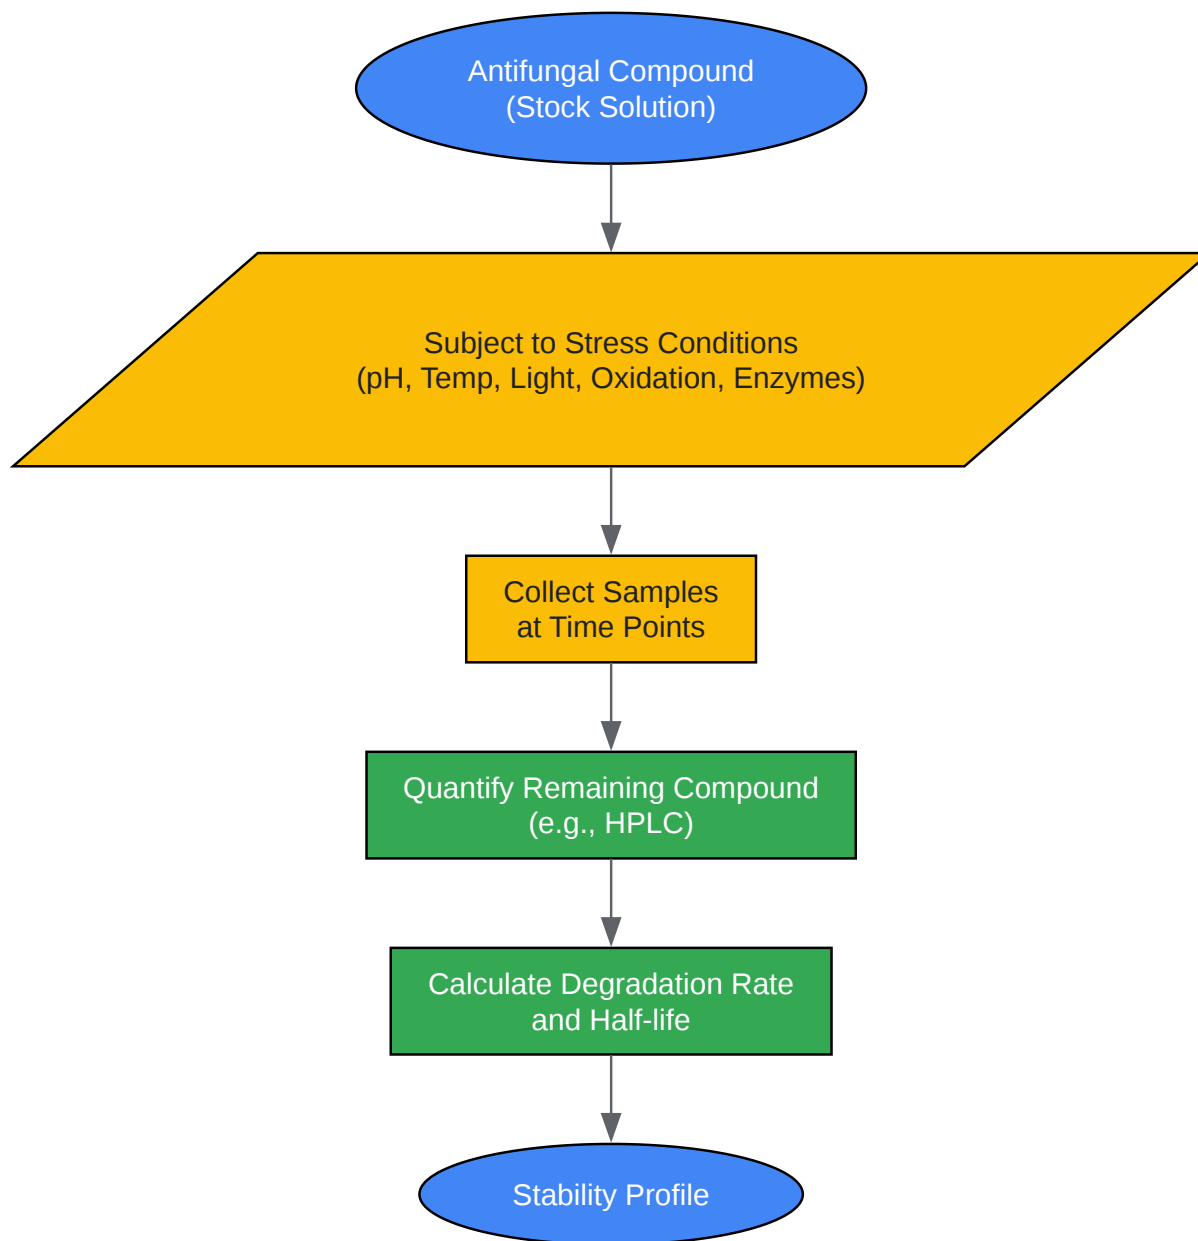 Antifungal Compound
(Stock Solution)
Subject to Stress Conditions
(pH, Temp, Light, Oxidation, Enzymes)
Collect Samples
at Time Points
Quantify Remaining Compound
(e.g., HPLC)
Calculate Degradation Rate
and Half-life
Stability Profile